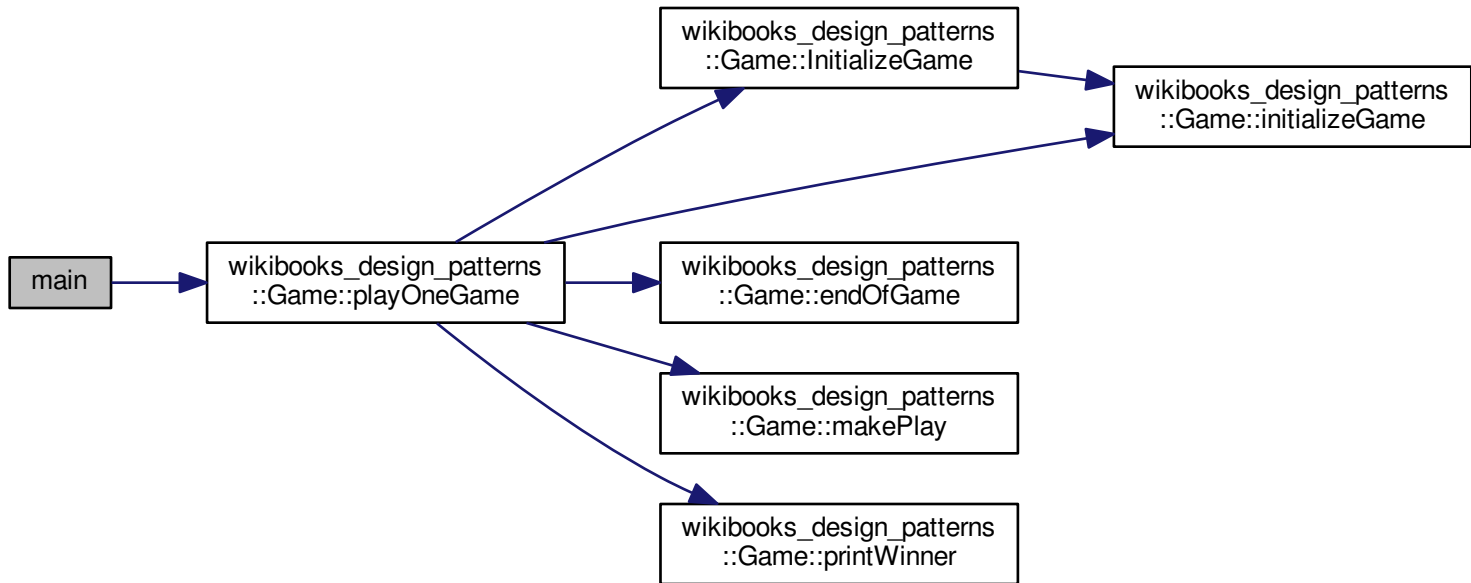 main
wikibooks_design_patterns
::Game::playOneGame
wikibooks_design_patterns
::Game::InitializeGame
wikibooks_design_patterns
::Game::initializeGame
wikibooks_design_patterns
::Game::endOfGame
wikibooks_design_patterns
::Game::makePlay
wikibooks_design_patterns
::Game::printWinner